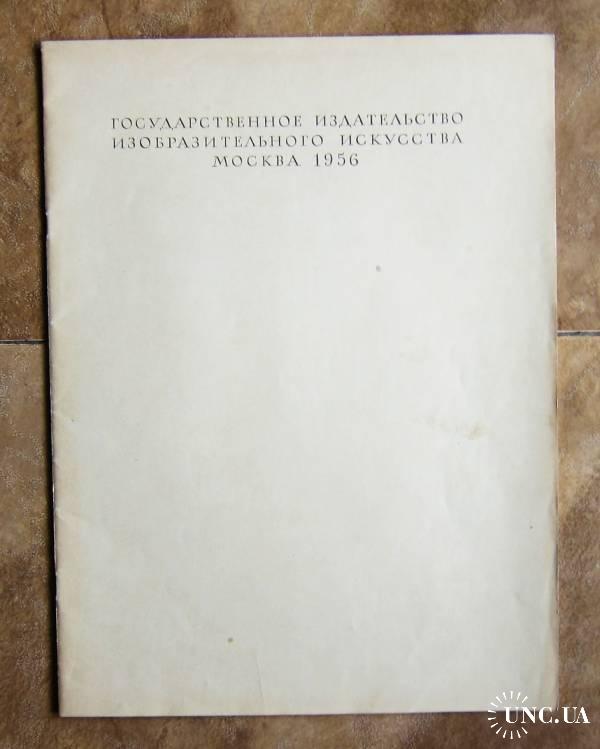 ГОСУДАРСТВЕННОЕ ИЗДАТЕЛЬСТВО
ИЗОБРАЗИТЕЛЬНОГО ИСКУССТВА
МОСКВА 1956
UNC.UA